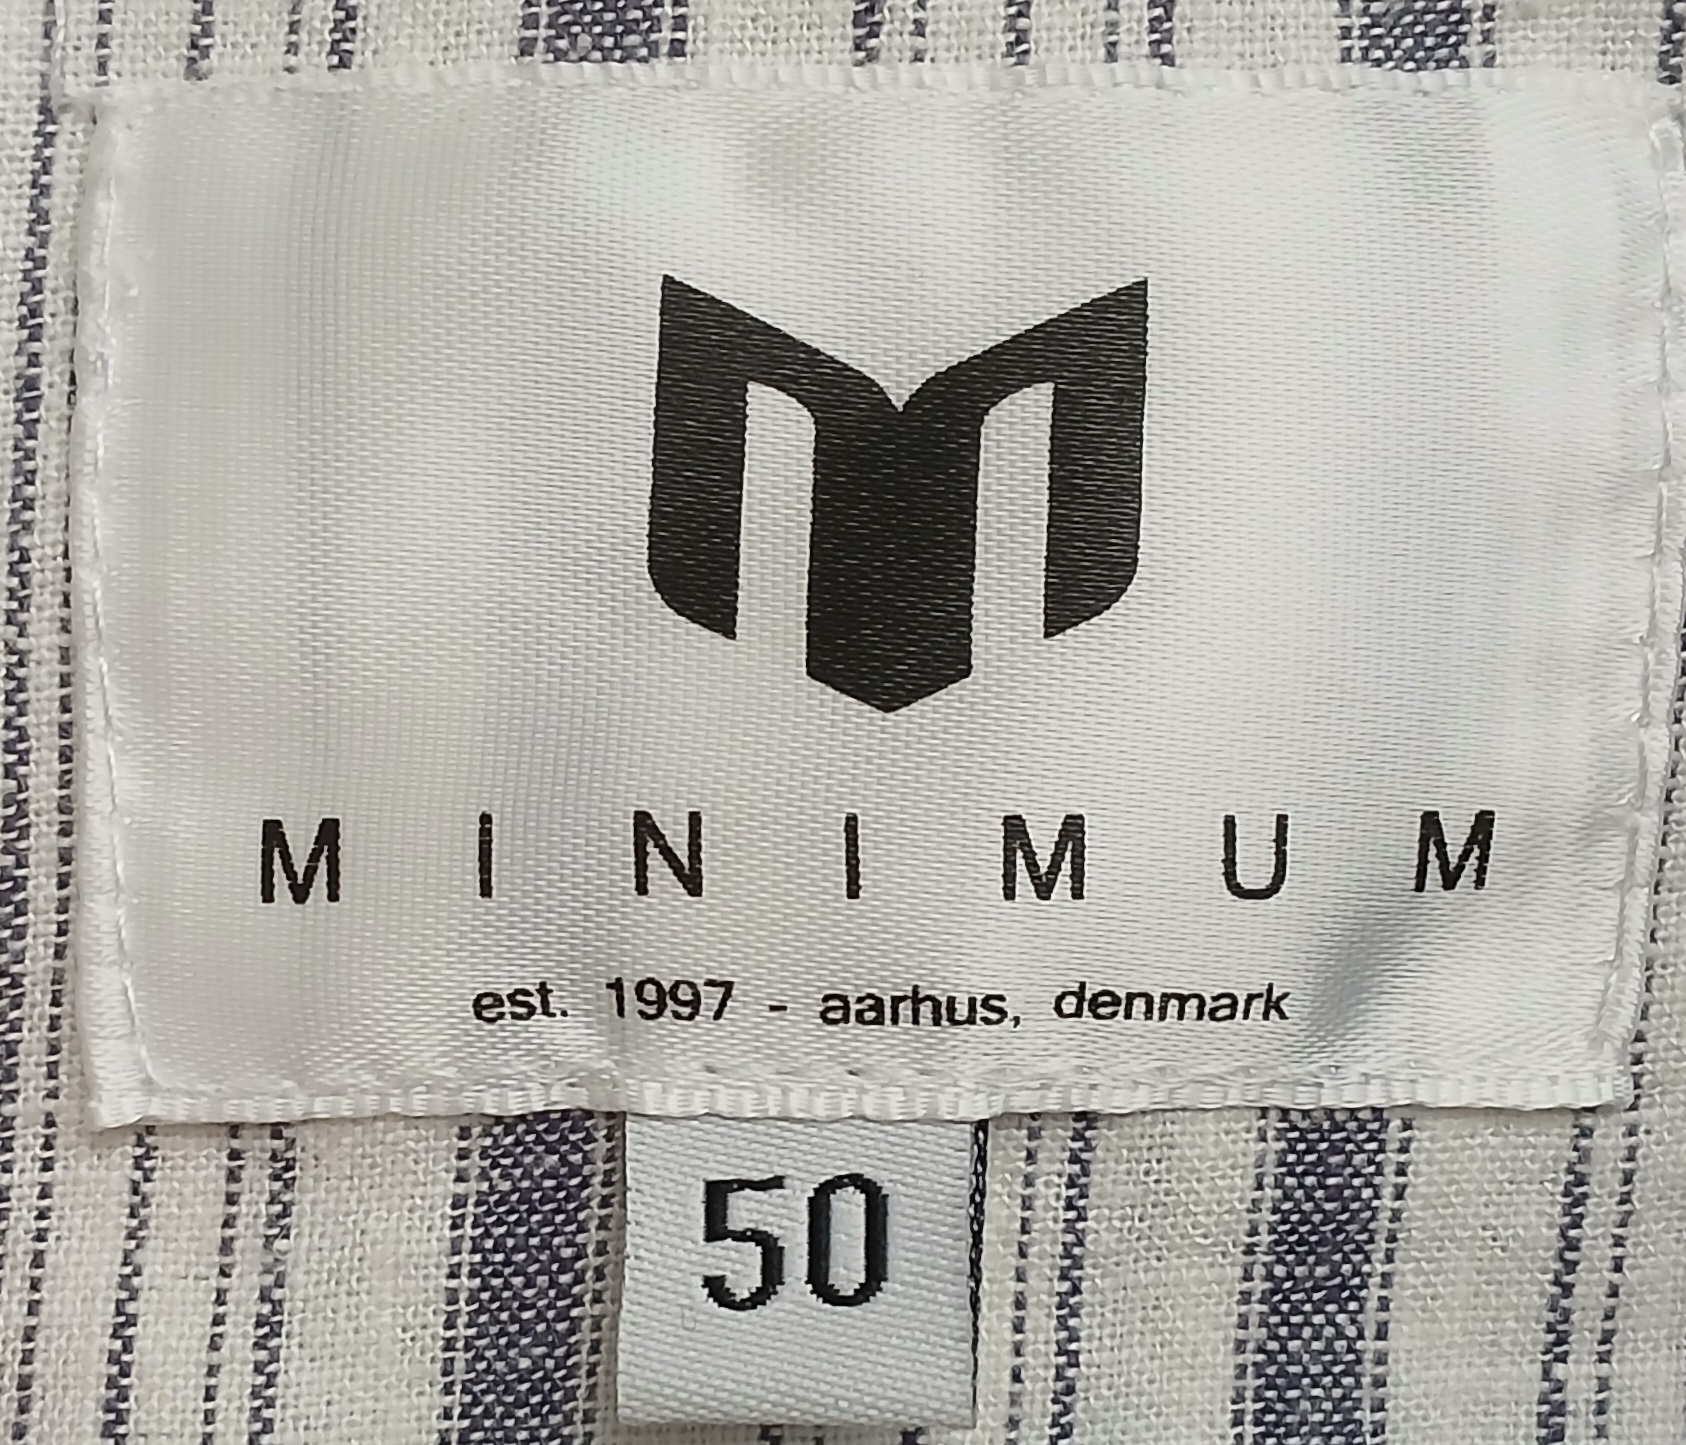 MINIMUM
est. 1997 - aarhus, denmark
50